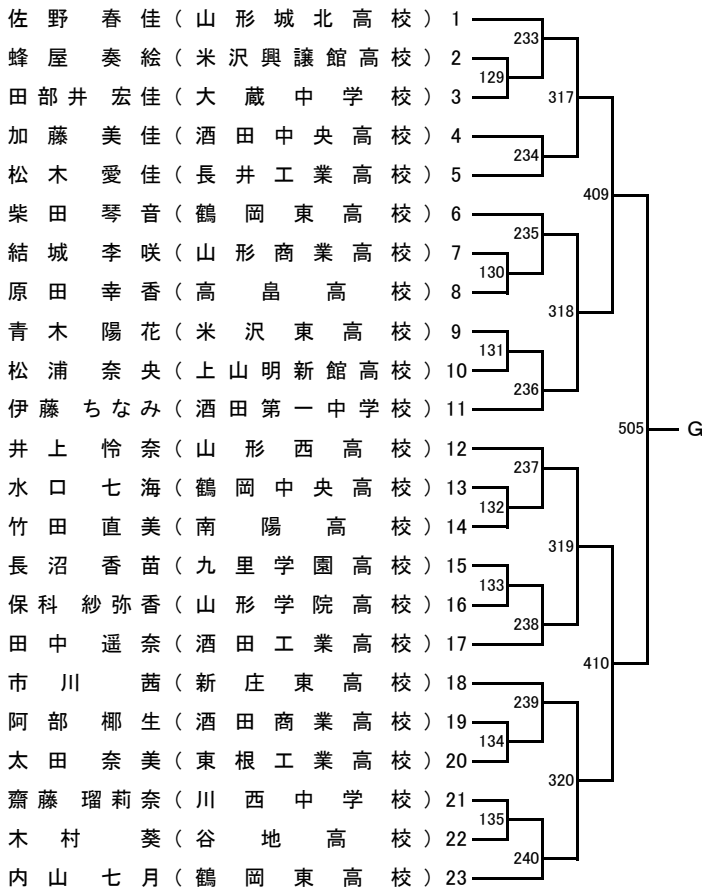 佐野春佳(山形城北高校) 1
233
蜂屋奏絵(米沢興譲館高校) 2
129
田部井宏佳(大蔵中学校) 3
317
加藤美佳(酒田中央高校) 4
234
松木愛佳(長井工業高校) 5
409
柴田琴音(鶴岡東高校) 6
235
結城李咲(山形商業高校) 7
130
原田幸香(高畠高校) 8
318
青木陽花(米沢東高校) 9
131
松浦奈央(上山明新館高校) 10
236
伊藤ちなみ(酒田第一中学校) 11
505 G
井上怜奈(山形西高校) 12
237
水口七海(鶴岡中央高校) 13
132
竹田直美(南陽高校) 14
319
長沼香苗(九里学園高校) 15
133
保科紗弥香(山形学院高校) 16
238
田中遥奈(酒田工業高校) 17
410
市川茜(新庄東高校) 18
239
阿部椰生(酒田商業高校) 19
134
太田奈美(東根工業高校) 20
320
齋藤瑠莉奈(川西中学校) 21
135
木村葵(谷地高校) 22
240
内山七月(鶴岡東高校) 23